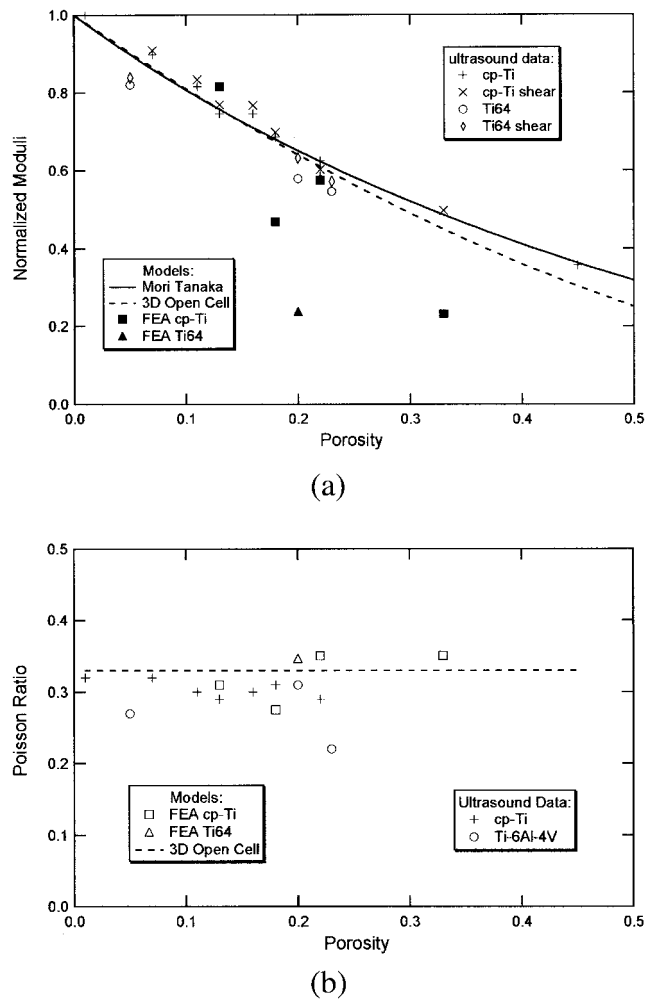 1.0
0.8
0.6
0.4
0.2
0.0
Normalized Moduli
ultrasound data:
cp-Ti
cp-Ti shear
Ti64
Ti64 shear
Models:
Mori Tanaka
3D Open Cell
FEA cp-Ti
FEA Ti64
0.0 0.1 0.2 0.3 0.4 0.5
Porosity
(a)
0.5
0.4
0.3
0.2
0.1
0.0
Poisson Ratio
Models:
FEA cp-Ti
FEA Ti64
3D Open Cell
Ultrasound Data:
cp-Ti
Ti-6Al-4V
0.0 0.1 0.2 0.3 0.4 0.5
Porosity
(b)